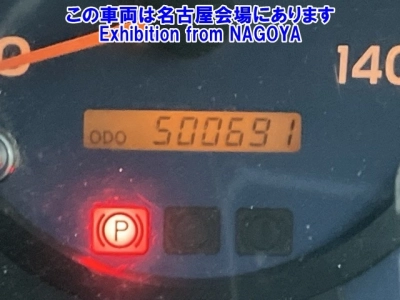 この車両は名古屋会場にあります
Exhibition from NAGOYA
0
140
ODO 500691
P